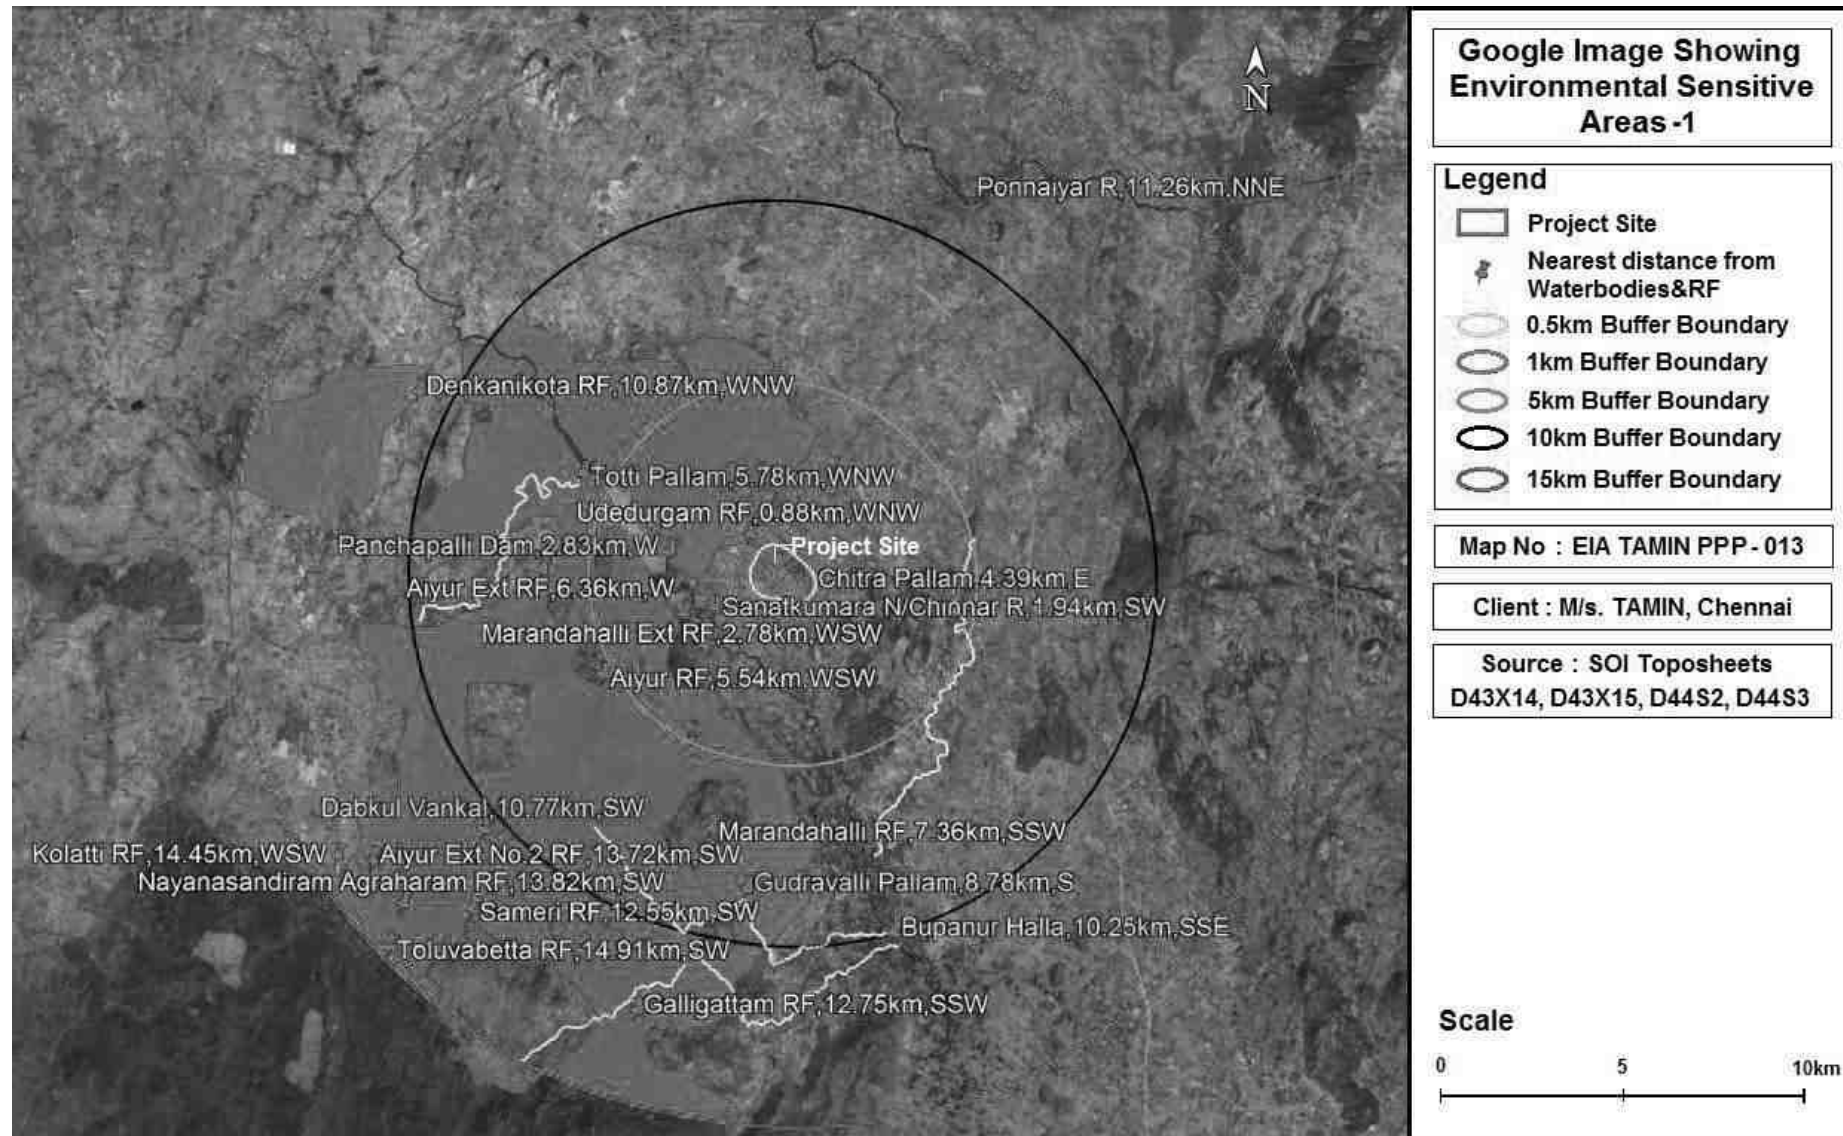 Ponnaiyar R,11.26km,NNE
Denkanikota RF,10.87km,WNW
Totti Pallam,5.78km,WNW
Udedurgam RF,0.88km,WNW
Panchapalli Dam,2.83km,W
Project Site
Chitra Pallam,4.39km,E
Aiyur Ext RF,6.36km,W
Sanatkumara N/Chinnar R,1.94km,SW
Marandahalli Ext RF,2.78km,WSW
Aiyur RF,5.54km,WSW
Dabkul Vankal,10.77km,SW
Marandahalli RF,7.36km,SSW
Kolatti RF,14.45km,WSW
Aiyur Ext No.2 RF,13-72km,SW
Nayanasandiram Agraharam RF,13.82km,SW
Gudravalli Pallam,8.78km,S
Sameri RF,12.55km,SW
Bupanur Halla,10.25km,SSE
Toluvabetta RF,14.91km,SW
Galligattam RF,12.75km,SSW
N
Google Image Showing
Environmental Sensitive
Areas -1
Legend
Project Site
Nearest distance from
Waterbodies&RF
0.5km Buffer Boundary
1km Buffer Boundary
5km Buffer Boundary
10km Buffer Boundary
15km Buffer Boundary
Map No : EIA TAMIN PPP - 013
Client : M/s. TAMIN, Chennai
Source : SOI Toposheets
D43X14, D43X15, D44S2, D44S3
Scale
0 5 10km